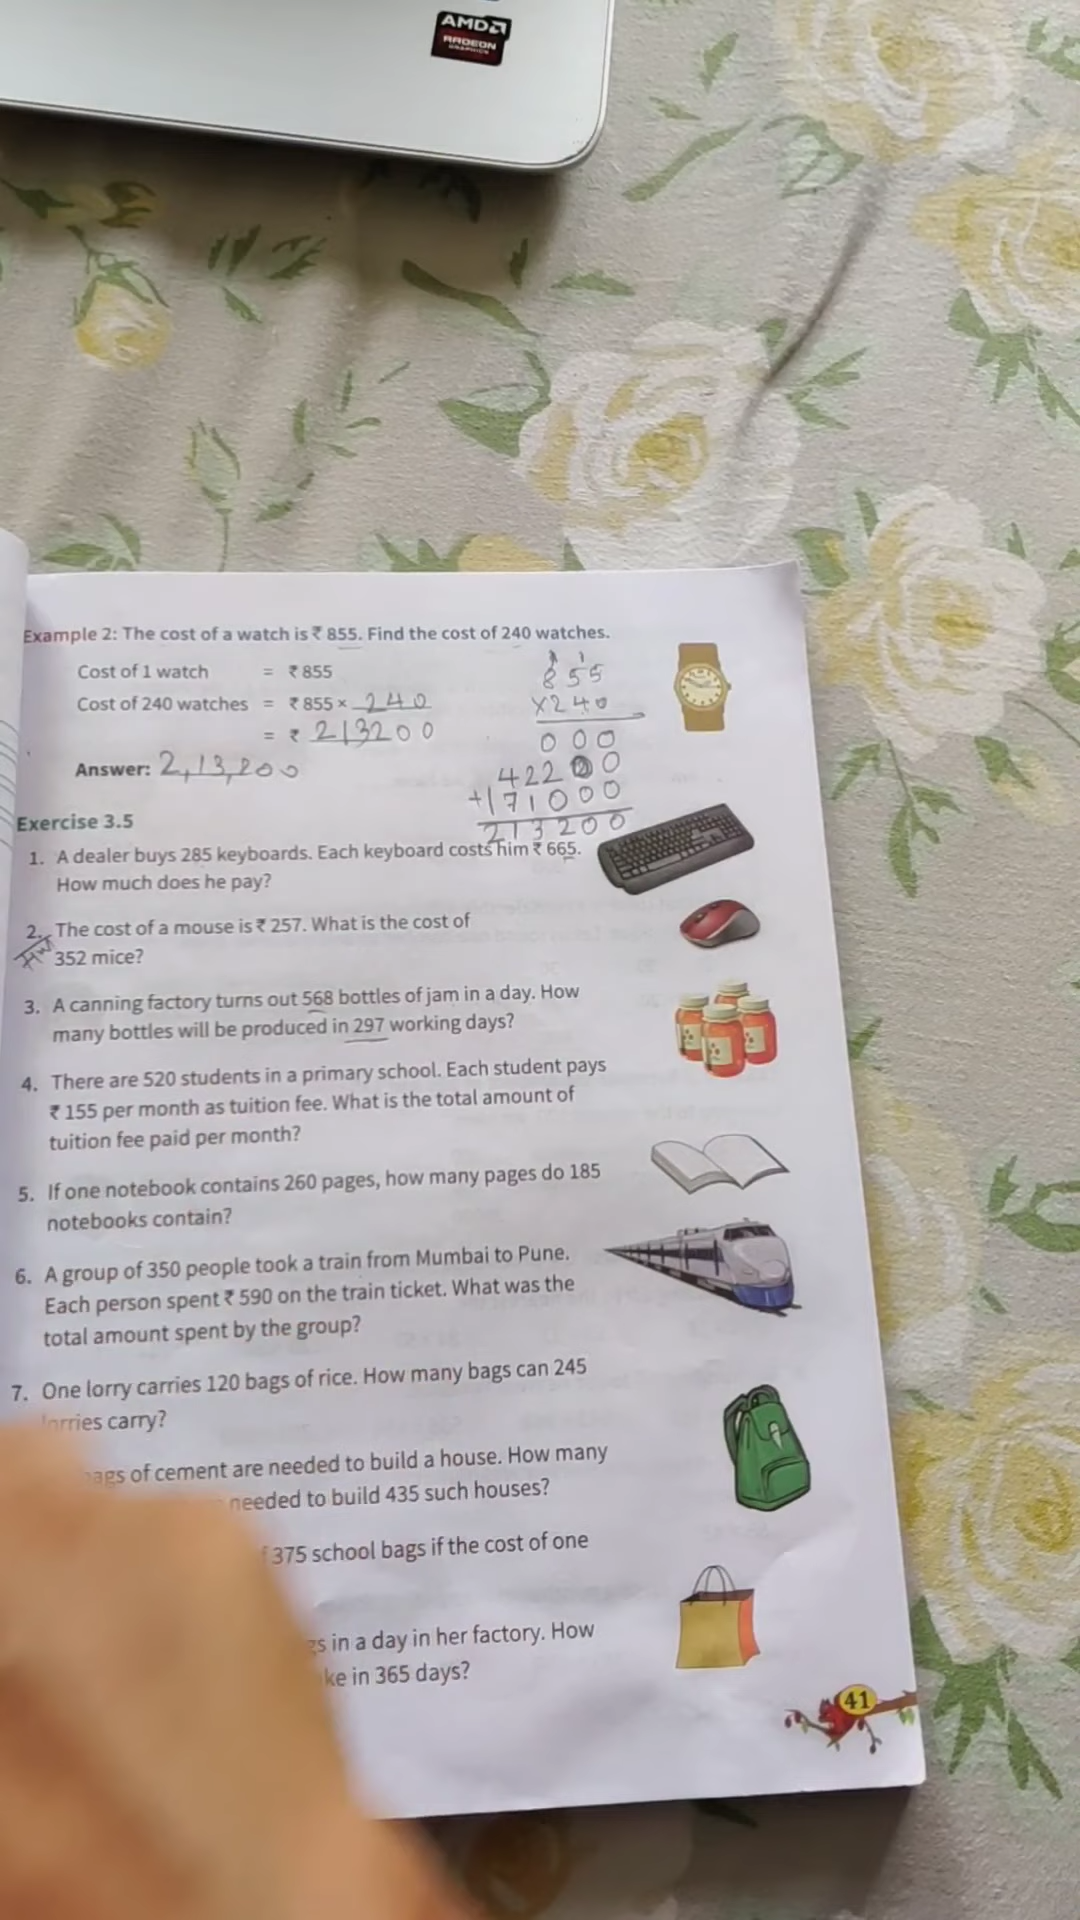 AMD
RADEON
GRAPHICS
Example 2: The cost of a watch is ₹ 855. Find the cost of 240 watches.
Cost of 1 watch = ₹ 855
Cost of 240 watches = ₹ 855 × 240
= ₹ 213200
Answer: 2,13,200
855
×240
000
42200
+171000
213200
Exercise 3.5
1. A dealer buys 285 keyboards. Each keyboard costs him ₹ 665.
How much does he pay?
2. The cost of a mouse is ₹ 257. What is the cost of
352 mice?
3. A canning factory turns out 568 bottles of jam in a day. How
many bottles will be produced in 297 working days?
4. There are 520 students in a primary school. Each student pays
₹ 155 per month as tuition fee. What is the total amount of
tuition fee paid per month?
5. If one notebook contains 260 pages, how many pages do 185
notebooks contain?
6. A group of 350 people took a train from Mumbai to Pune.
Each person spent ₹ 590 on the train ticket. What was the
total amount spent by the group?
7. One lorry carries 120 bags of rice. How many bags can 245
lorries carry?
bags of cement are needed to build a house. How many
needed to build 435 such houses?
375 school bags if the cost of one
in a day in her factory. How
in 365 days?
41